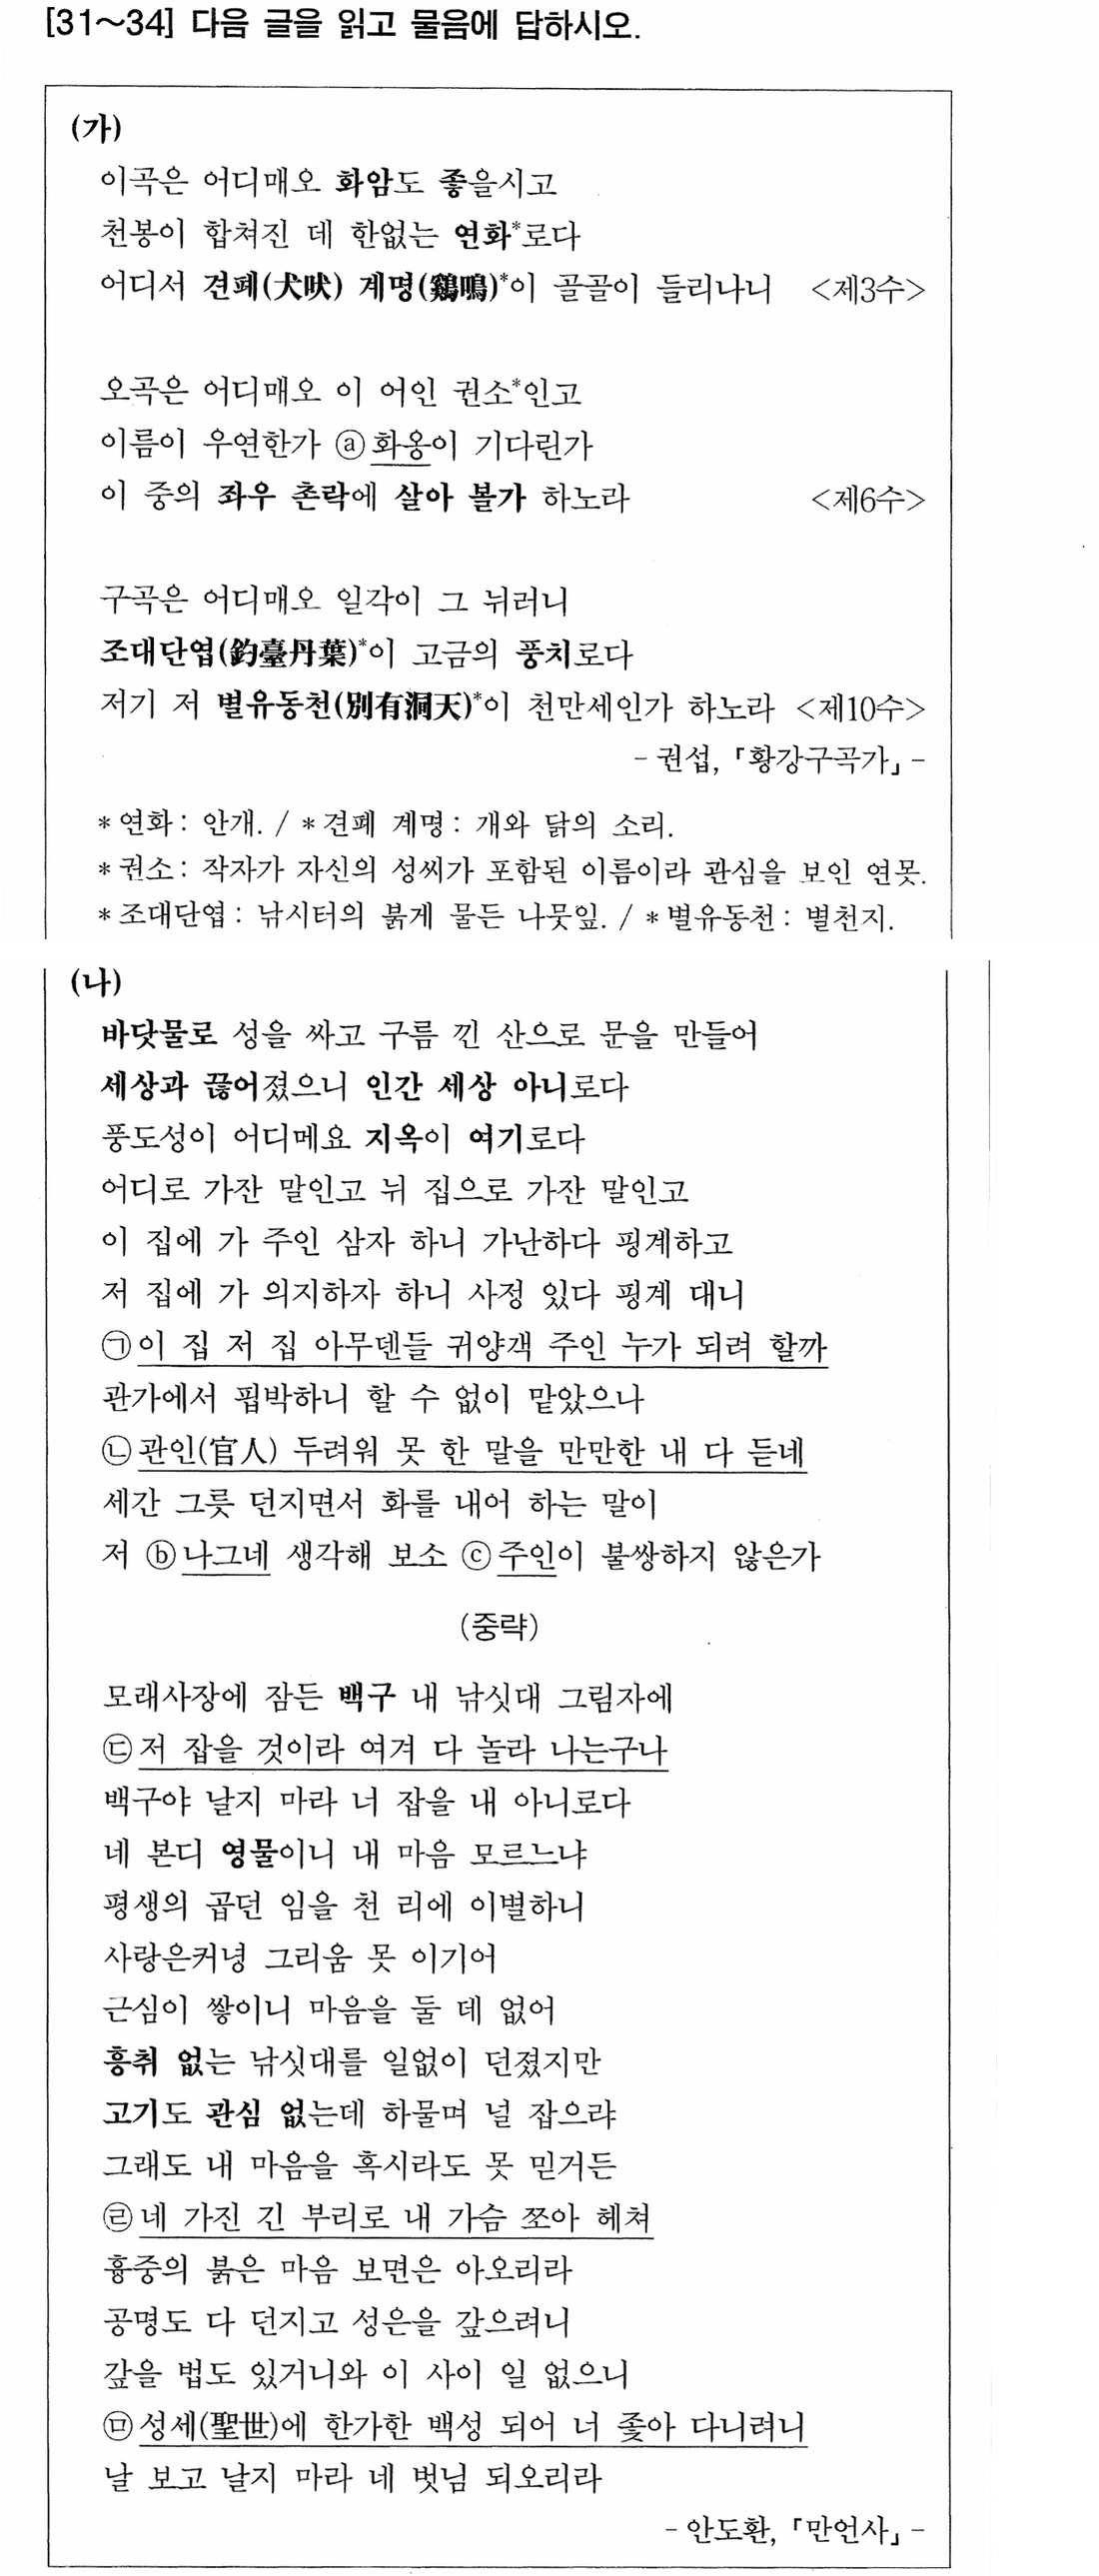 [31~34] 다음 글을 읽고 물음에 답하시오.
(가)
이곡은 어디매오 화암도 좋을시고
천봉이 합쳐진 데 한없는 연화*로다
어디서 견폐(犬吠) 계명(鷄鳴)*이 골골이 들리나니 <제3수>
오곡은 어디매오 이 어인 권소*인고
이름이 우연한가 ⓐ화옹이 기다린가
이 중의 좌우 촌락에 살아 볼가 하노라 <제6수>
구곡은 어디매오 일각이 그 뉘러니
조대단엽(釣臺丹葉)*이 고금의 풍치로다
저기 저 별유동천(別有洞天)*이 천만세인가 하노라 <제10수>
- 권섭, 「황강구곡가」 -
* 연화 : 안개. / * 견폐 계명 : 개와 닭의 소리.
* 권소 : 작자가 자신의 성씨가 포함된 이름이라 관심을 보인 연못.
* 조대단엽 : 낚시터의 붉게 물든 나뭇잎. / * 별유동천 : 별천지.
(나)
바닷물로 성을 싸고 구름 낀 산으로 문을 만들어
세상과 끊어졌으니 인간 세상 아니로다
풍도성이 어디메요 지옥이 여기로다
어디로 가잔 말인고 뉘 집으로 가잔 말인고
이 집에 가 주인 삼자 하니 가난하다 핑계하고
저 집에 가 의지하자 하니 사정 있다 핑계 대니
㉠이 집 저 집 아무덴들 귀양객 주인 누가 되려 할까
관가에서 핍박하니 할 수 없이 맡았으나
㉡관인(官人) 두려워 못 한 말을 만만한 내 다 듣네
세간 그릇 던지면서 화를 내어 하는 말이
저 ⓑ나그네 생각해 보소 ⓒ주인이 불쌍하지 않은가
(중략)
모래사장에 잠든 백구 내 낚싯대 그림자에
㉢저 잡을 것이라 여겨 다 놀라 나는구나
백구야 날지 마라 너 잡을 내 아니로다
네 본디 영물이니 내 마음 모르느냐
평생의 곱던 임을 천 리에 이별하니
사랑은커녕 그리움 못 이기어
근심이 쌓이니 마음을 둘 데 없어
흥취 없는 낚싯대를 일없이 던졌지만
고기도 관심 없는데 하물며 널 잡으랴
그래도 내 마음을 혹시라도 못 믿거든
㉣네 가진 긴 부리로 내 가슴 쪼아 헤쳐
흉중의 붉은 마음 보면은 아오리라
공명도 다 던지고 성은을 갚으려니
갚을 법도 있거니와 이 사이 일 없으니
㉤성세(聖世)에 한가한 백성 되어 너 좇아 다니려니
날 보고 날지 마라 네 벗님 되오리라
- 안도환, 「만언사」 -